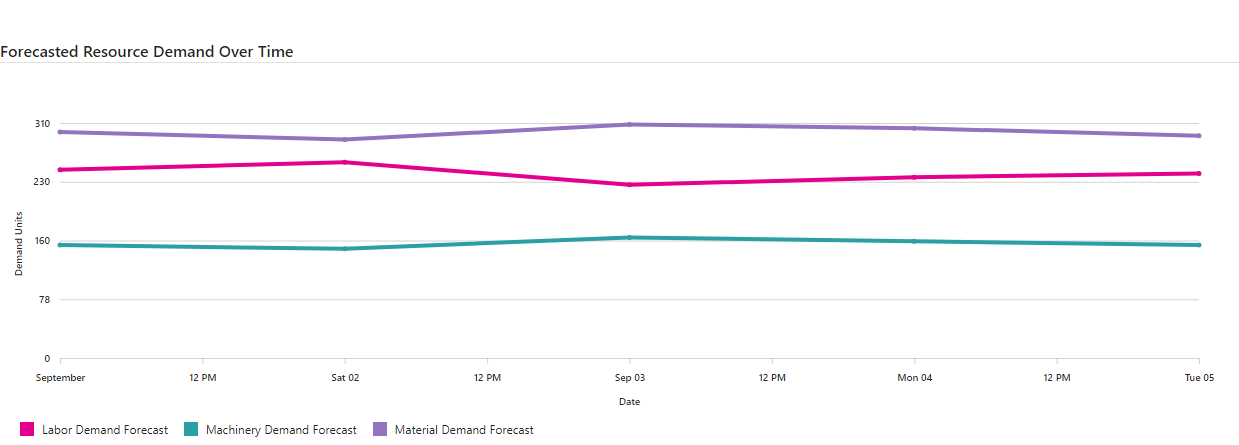 Forecasted Resource Demand Over Time
310
230
160
78
0
Demand Units
September 12 PM Sat 02 12 PM Sep 03 12 PM Mon 04 12 PM Tue 05
Date
Labor Demand Forecast Machinery Demand Forecast Material Demand Forecast